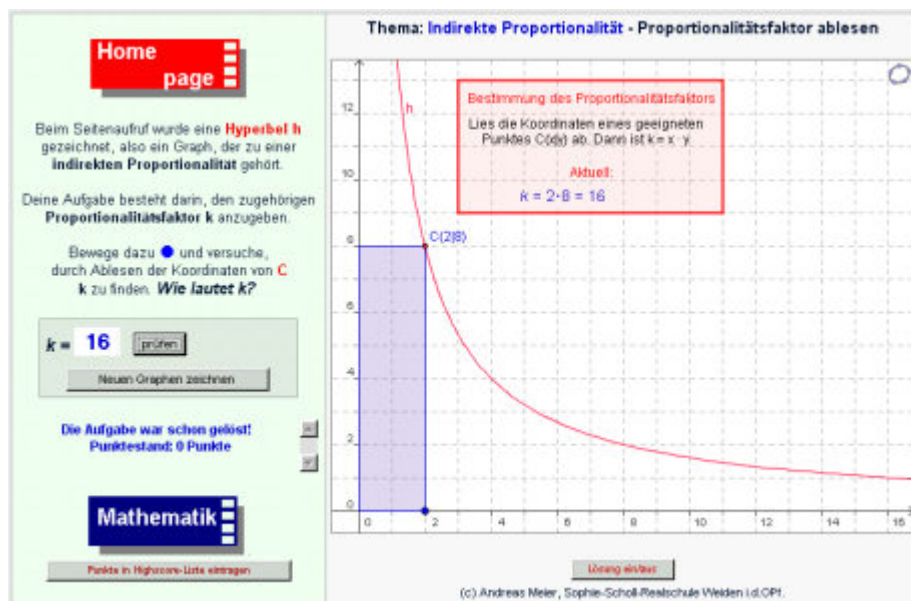 Thema: Indirekte Proportionalität - Proportionalitätsfaktor ablesen
Home
page
Beim Seitenaufruf wurde eine Hyperbel h
gezeichnet, also ein Graph, der zu einer
indirekten Proportionalität gehört.
Deine Aufgabe besteht darin, den zugehörigen
Proportionalitätsfaktor k anzugeben.
Bewege dazu und versuche,
durch Ablesen der Koordinaten von C
k zu finden. Wie lautet k?
k = 16 prüfen
Neuen Graphen zeichnen
Die Aufgabe war schon gelöst!
Punktestand: 0 Punkte
Mathematik
Punkte in Highscore-Liste eintragen
h
Bestimmung des Proportionalitätsfaktors
Lies die Koordinaten eines geeigneten
Punktes C(x|y) ab. Dann ist k = x · y.
Aktuell:
k = 2·8 = 16
C(2|8)
12
10
8
6
4
2
0
0 2 4 6 8 10 12 14 16
Lösung ein/aus
(c) Andreas Meier, Sophie-Scholl-Realschule Weiden i.d.OPf.